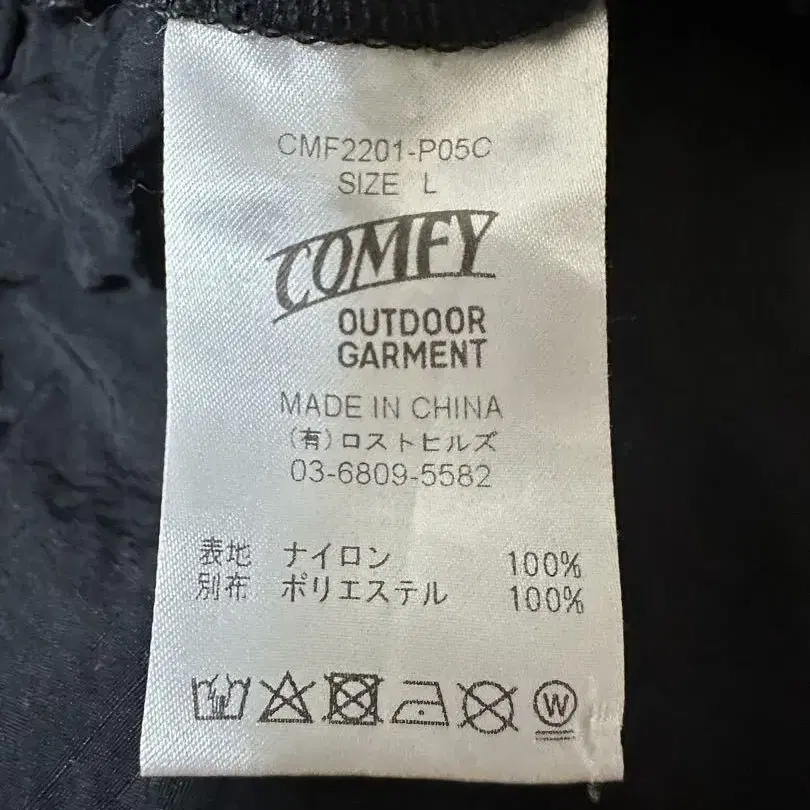 CMF2201-P05C
SIZE L
COMFY
OUTDOOR
GARMENT
MADE IN CHINA
(有)ロストヒルズ
03-6809-5582
表地 ナイロン 100%
別布 ポリエステル 100%
W